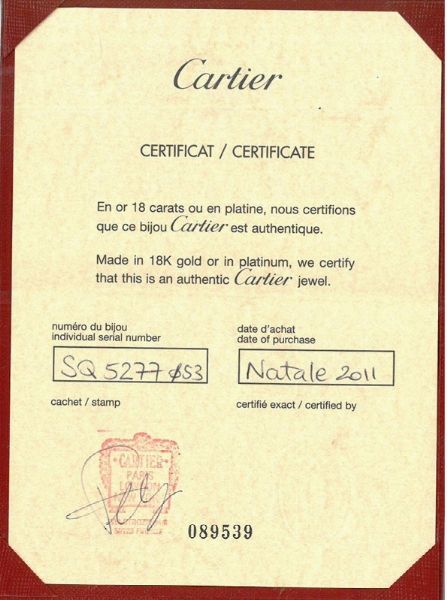 Cartier
CERTIFICAT / CERTIFICATE
En or 18 carats ou en platine, nous certifions
que ce bijou Cartier est authentique.
Made in 18K gold or in platinum, we certify
that this is an authentic Cartier jewel.
numéro du bijou
individual serial number
SQ5277 ø53
date d'achat
date of purchase
Natale 2011
cachet / stamp
certifié exact / certified by
CARTIER
PARIS
LONDON
089539